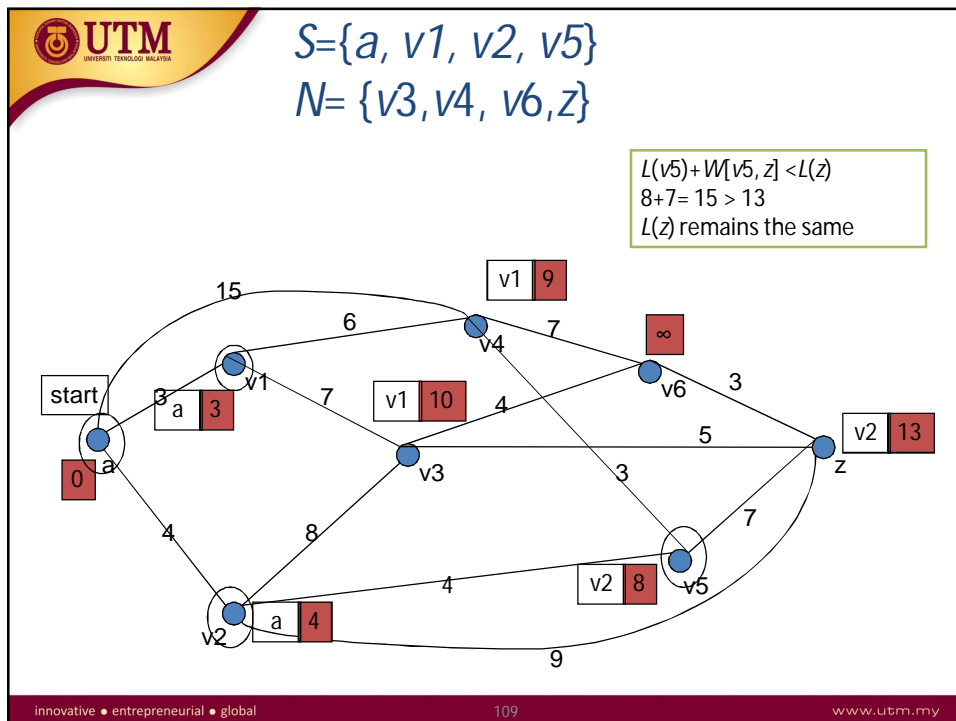 UTM
UNIVERSITI TEKNOLOGI MALAYSIA
S={a, v1, v2, v5}
N= {v3,v4, v6,z}
L(v5)+W[v5, z] <L(z)
8+7= 15 > 13
L(z) remains the same
v1 9
15
6
v4
7
∞
v1
v6
3
start
3
a 3
7
v1 10
4
5
v2 13
a
0
v3
3
z
4
8
7
4
v2 8
v5
v2
a 4
9
innovative ● entrepreneurial ● global
109
www.utm.my